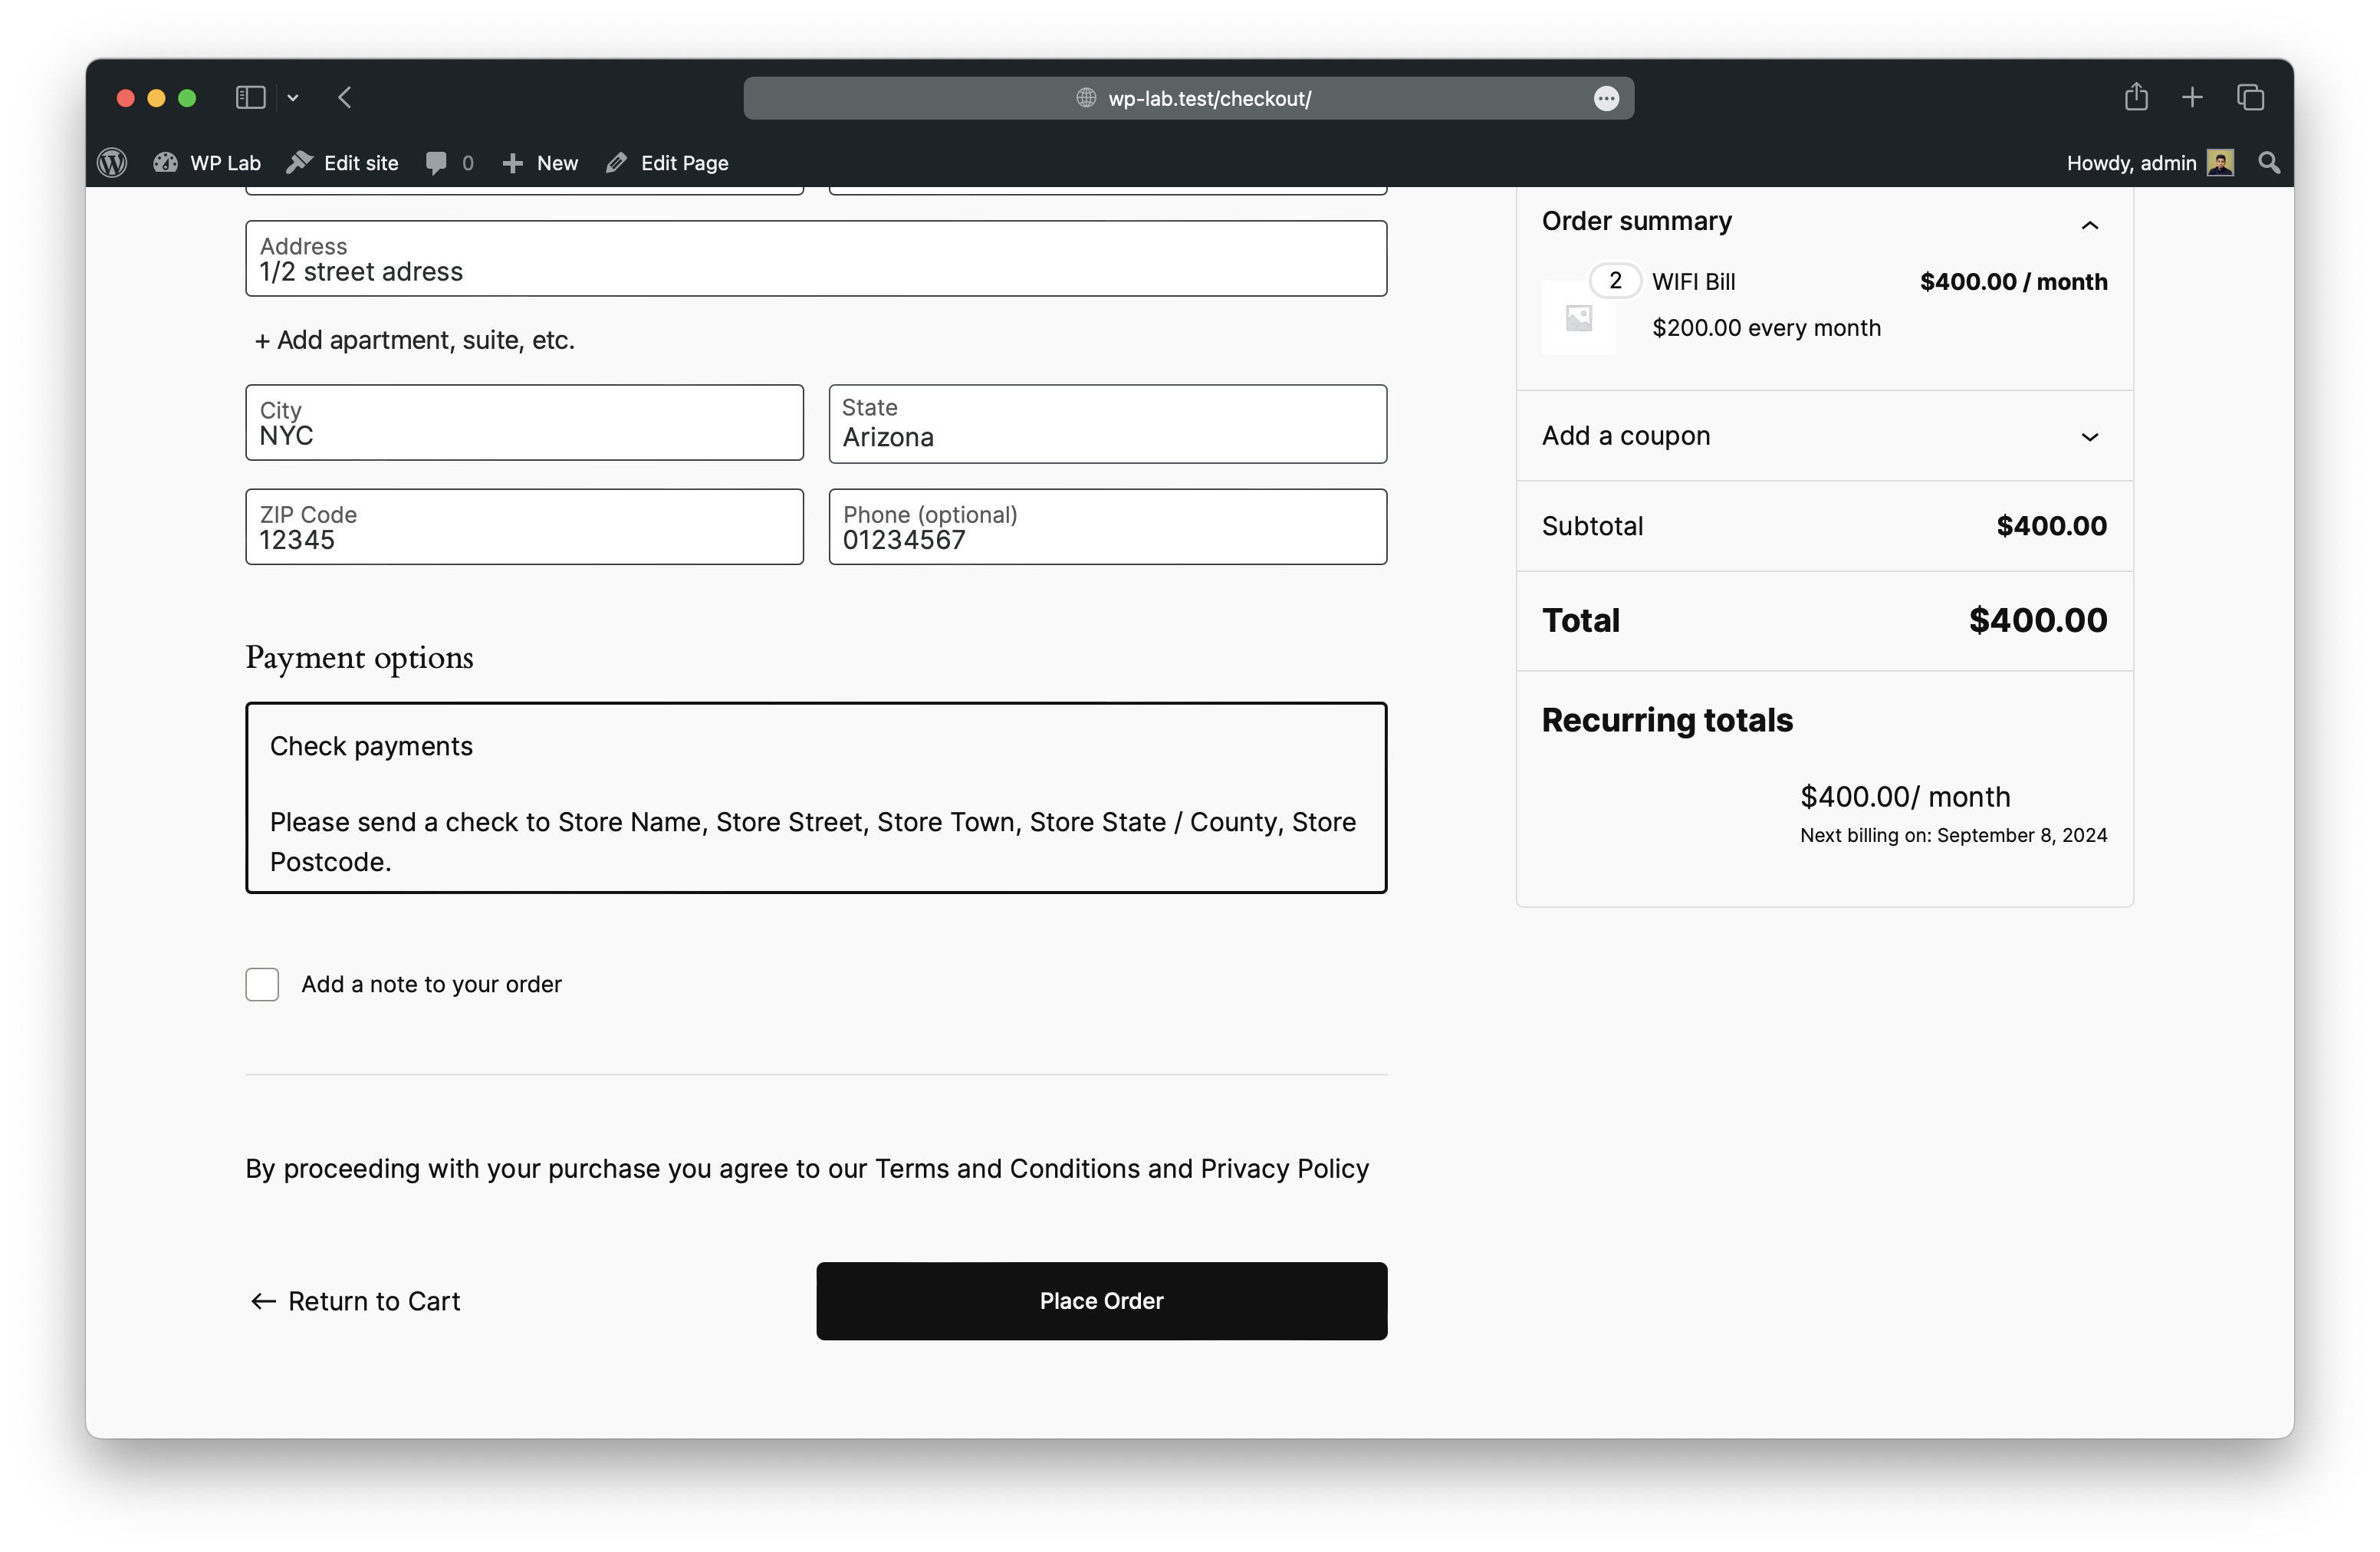 wp-lab.test/checkout/
WP Lab
Edit site
0
New
Edit Page
Howdy, admin
Address
1/2 street adress
+ Add apartment, suite, etc.
City
NYC
State
Arizona
ZIP Code
12345
Phone (optional)
01234567
Payment options
Check payments
Please send a check to Store Name, Store Street, Store Town, Store State / County, Store
Postcode.
Add a note to your order
By proceeding with your purchase you agree to our Terms and Conditions and Privacy Policy
Return to Cart
Place Order
Order summary
2
WIFI Bill
$400.00 / month
$200.00 every month
Add a coupon
Subtotal
$400.00
Total
$400.00
Recurring totals
$400.00/ month
Next billing on: September 8, 2024